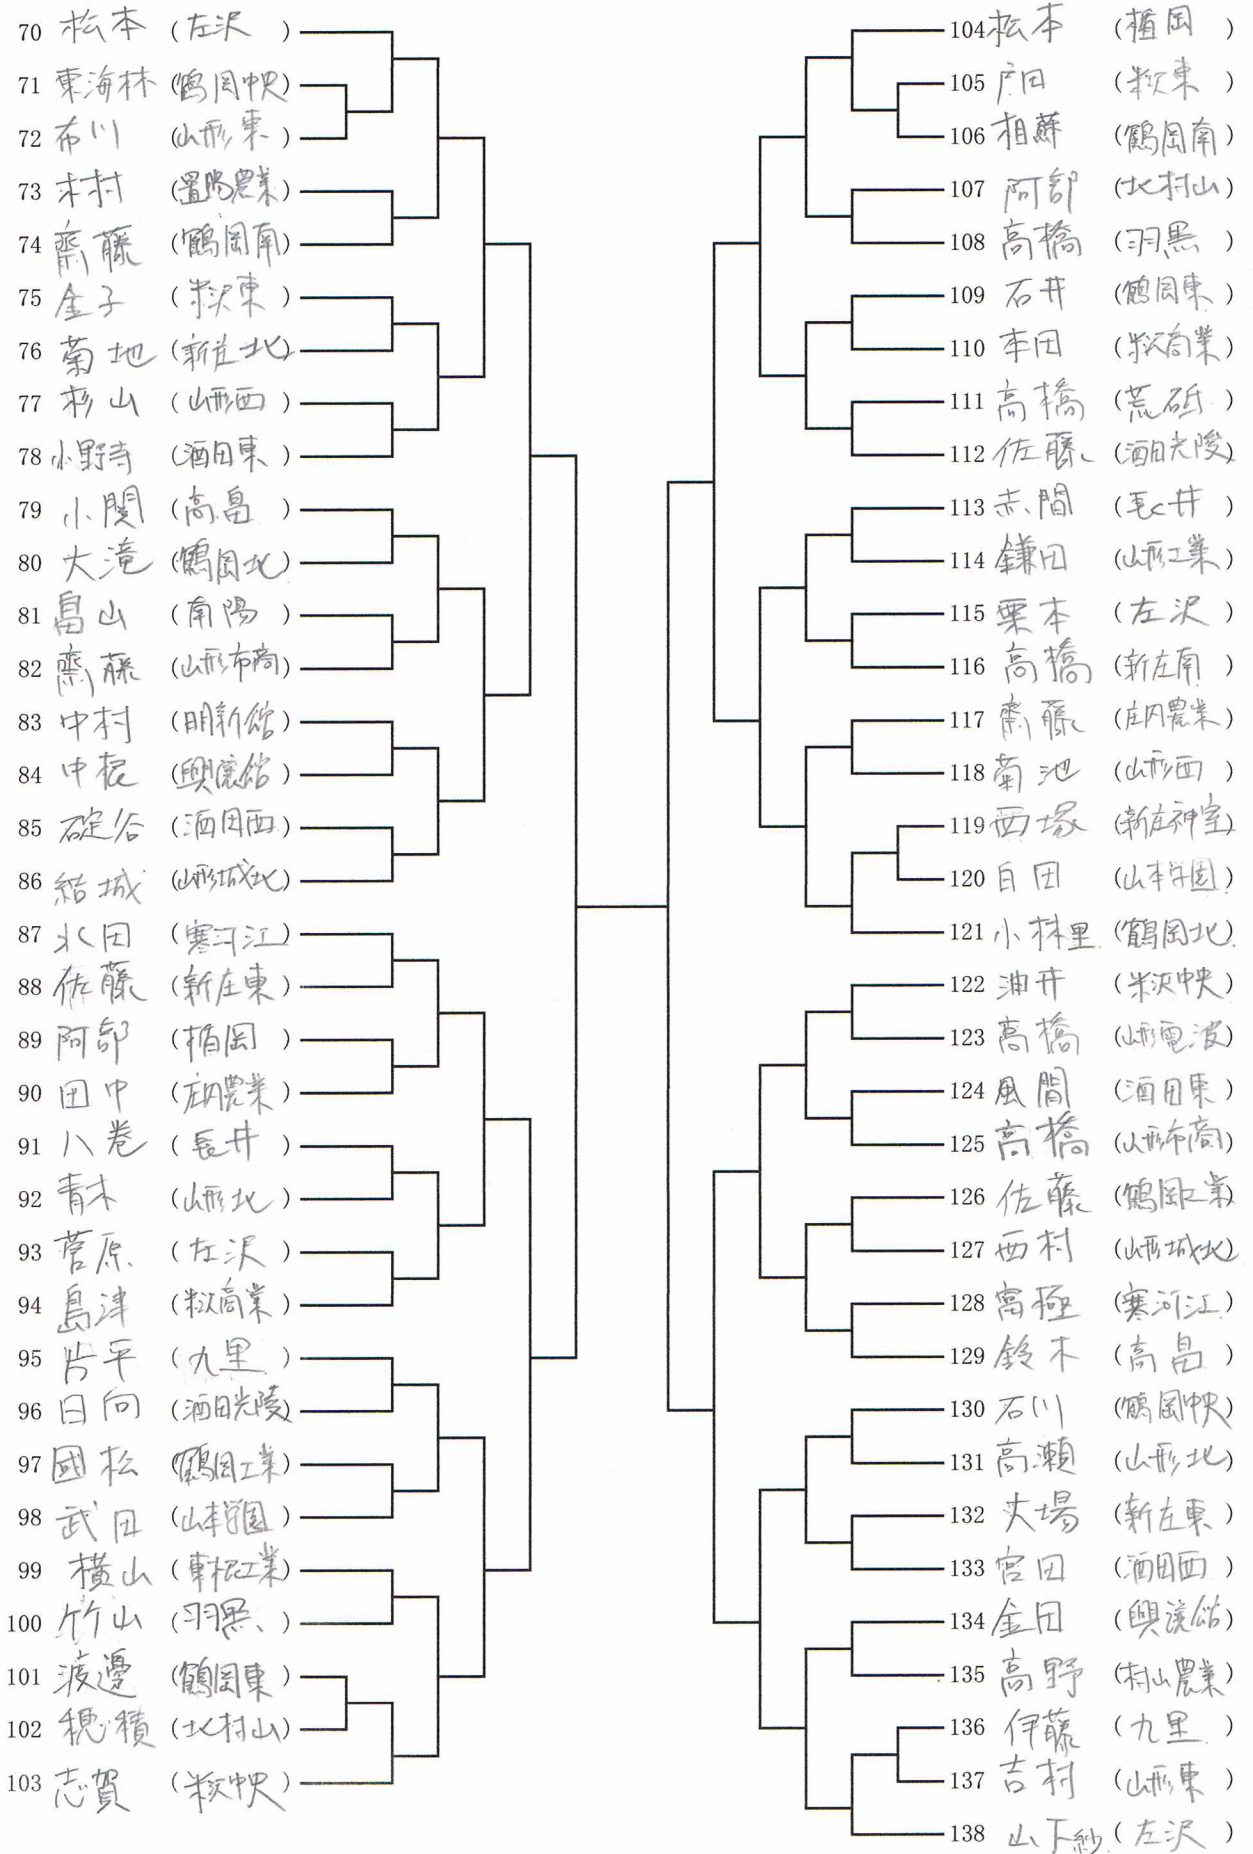 70 松本 (左沢)
71 東海林 (鶴岡中央)
72 布川 (山形東)
73 木村 (置賜農業)
74 齋藤 (鶴岡南)
75 金子 (米沢東)
76 菊地 (新庄北)
77 杉山 (山形西)
78 小野寺 (酒田東)
79 小関 (高畠)
80 大滝 (鶴岡北)
81 畠山 (南陽)
82 齋藤 (山形市商)
83 中村 (明新館)
84 中根 (興譲館)
85 碇谷 (酒田西)
86 結城 (山形城北)
87 氷田 (寒河江)
88 佐藤 (新庄東)
89 阿部 (楯岡)
90 田中 (庄内農業)
91 八巻 (長井)
92 青木 (山形北)
93 菅原 (左沢)
94 島津 (米沢商業)
95 片平 (九里)
96 日向 (酒田光陵)
97 國松 (鶴岡工業)
98 武田 (山本学園)
99 横山 (東根工業)
100 竹山 (羽黒)
101 渡邊 (鶴岡東)
102 穂積 (北村山)
103 志賀 (米沢中央)
104 松本 (楯岡)
105 戸田 (米沢東)
106 相蘇 (鶴岡南)
107 阿部 (北村山)
108 高橋 (羽黒)
109 石井 (鶴岡東)
110 本田 (米沢商業)
111 高橋 (荒砥)
112 佐藤 (酒田光陵)
113 赤間 (長井)
114 鎌田 (山形工業)
115 栗本 (左沢)
116 高橋 (新庄南)
117 齋藤 (庄内農業)
118 菊池 (山形西)
119 西塚 (新庄神室)
120 自田 (山本学園)
121 小林里 (鶴岡北)
122 油井 (米沢中央)
123 高橋 (山形電波)
124 風間 (酒田東)
125 高橋 (山形市商)
126 佐藤 (鶴岡工業)
127 西村 (山形城北)
128 冨樫 (寒河江)
129 鈴木 (高畠)
130 石川 (鶴岡中央)
131 高瀬 (山形北)
132 大場 (新庄東)
133 宮田 (酒田西)
134 金田 (興譲館)
135 高野 (村山農業)
136 伊藤 (九里)
137 吉村 (山形東)
138 山下紗 (左沢)